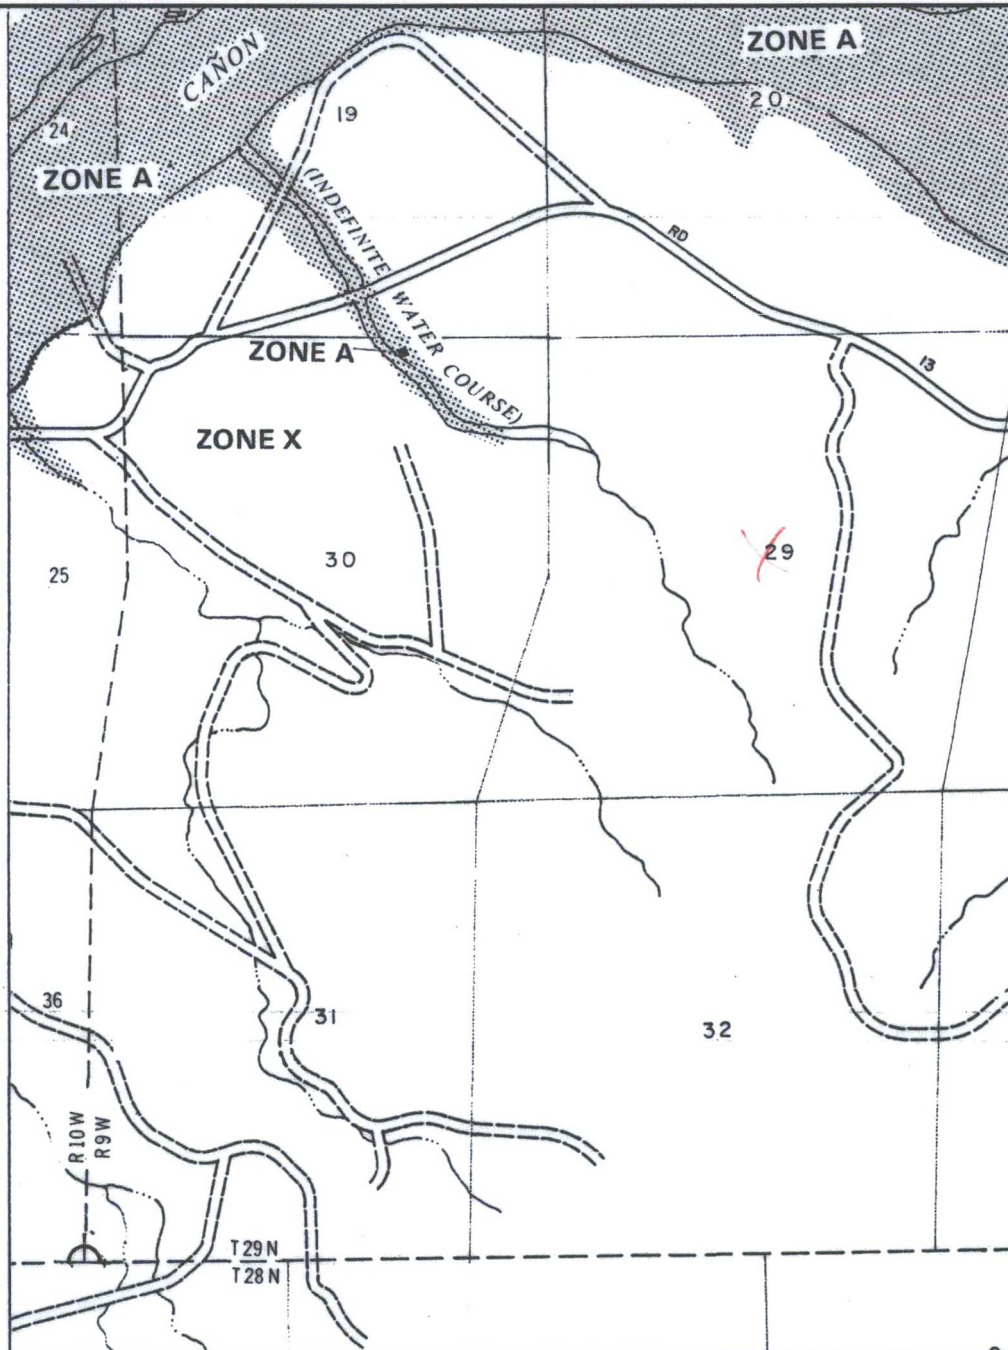 ZONE A
CAÑON
20
19
24
ZONE A
(INDEFINITE WATER COURSE)
RD
13
ZONE A
ZONE X
29
30
25
36
31
32
R10W
R9W
T29N
T28N